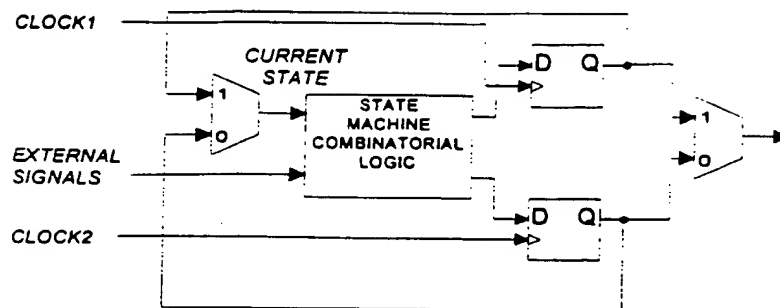 CLOCK1
CURRENT
STATE
D Q
1
0
STATE
MACHINE
COMBINATORIAL
LOGIC
1
0
EXTERNAL
SIGNALS
D Q
CLOCK2